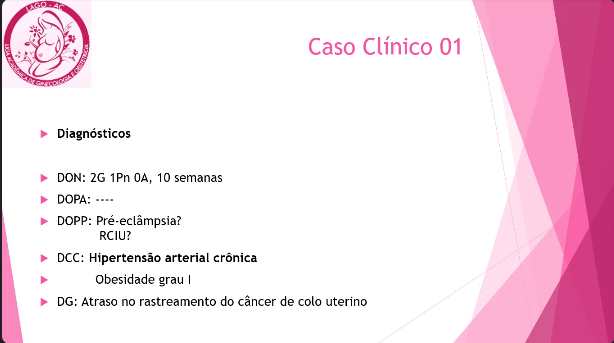 LAGO - AC
LIGA ACADÊMICA DE GINECOLOGIA E OBSTETRÍCIA
Caso Clínico 01
Diagnósticos
DON: 2G 1Pn 0A, 10 semanas
DOPA: ----
DOPP: Pré-eclâmpsia?
RCIU?
DCC: Hipertensão arterial crônica
Obesidade grau I
DG: Atraso no rastreamento do câncer de colo uterino